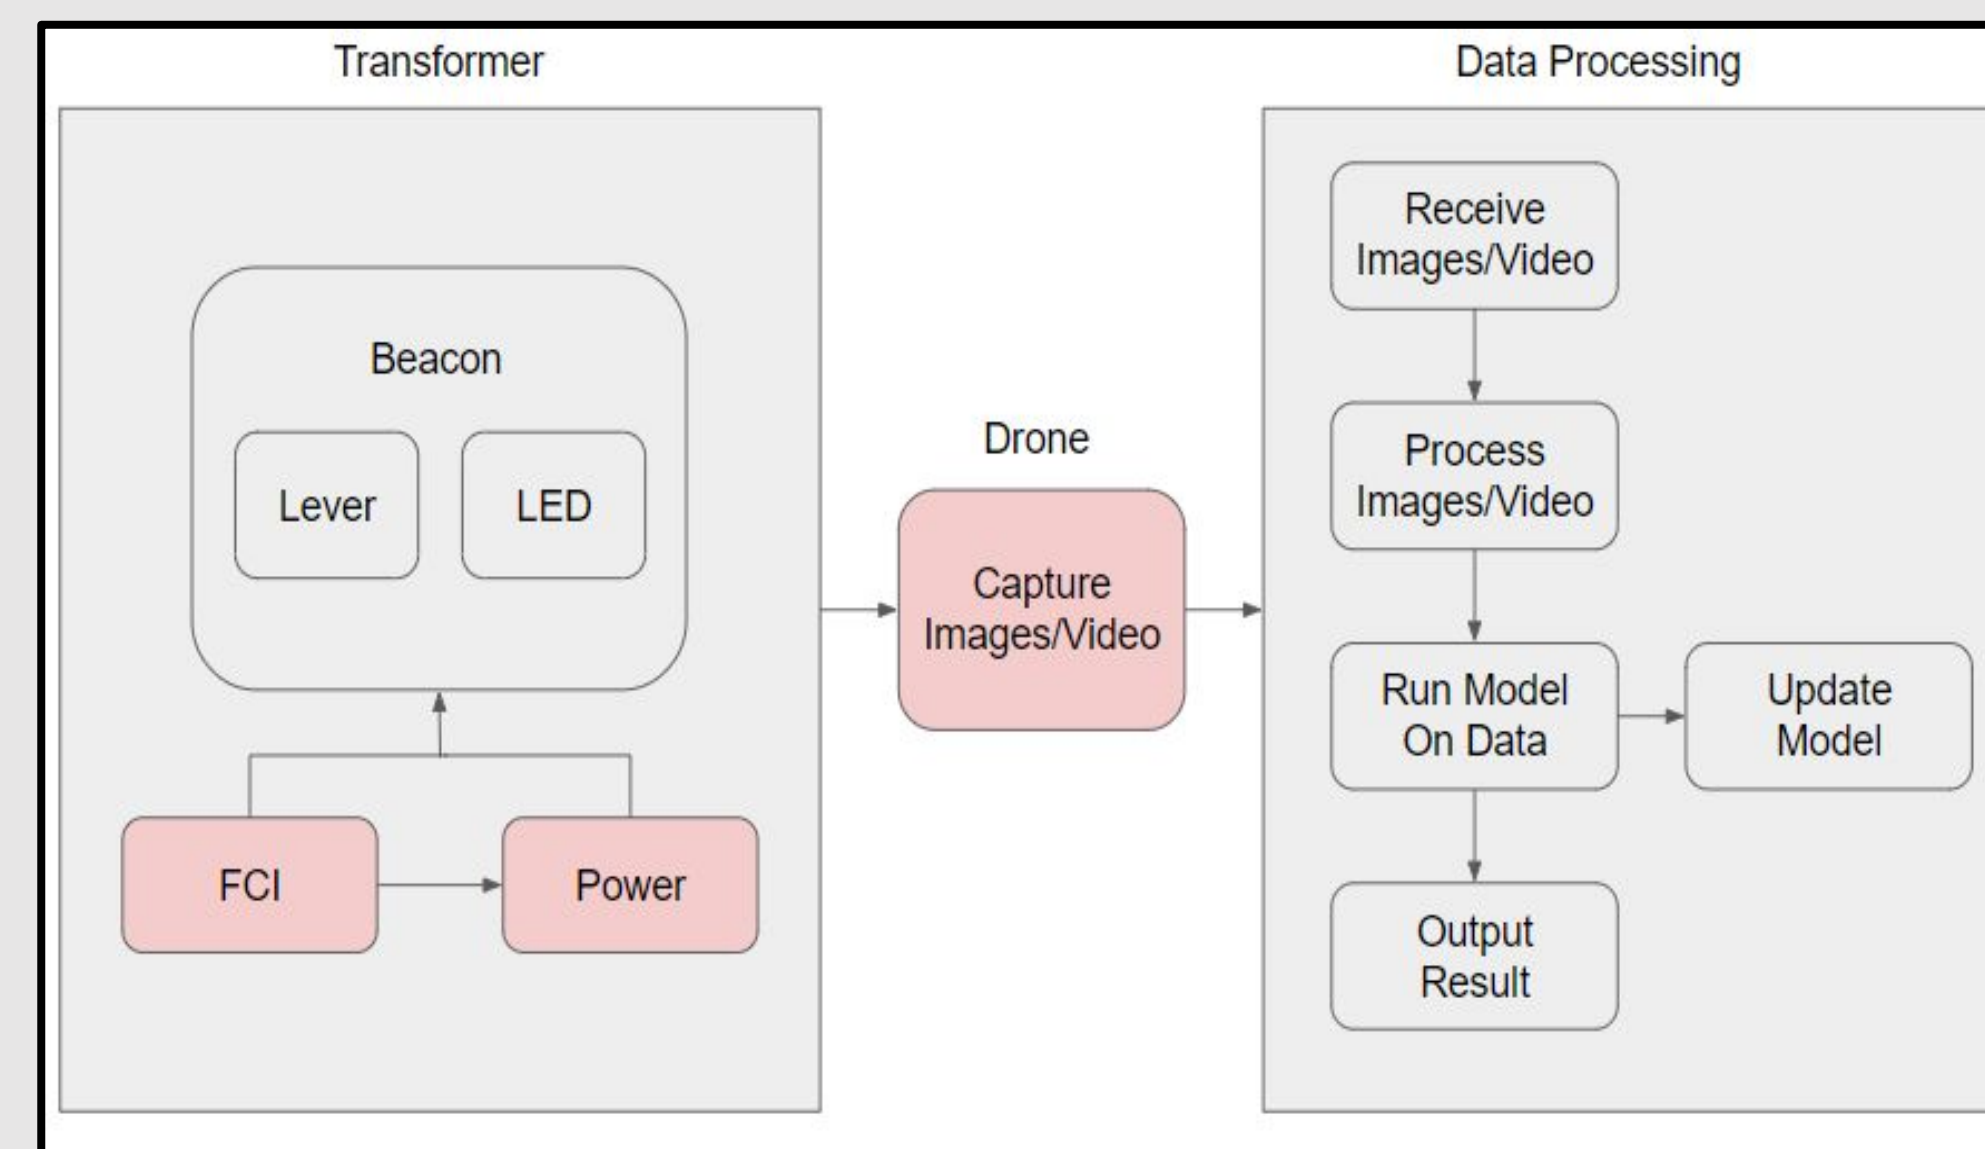 Transformer
Beacon
Lever
LED
FCI
Power
Drone
Capture
Images/Video
Data Processing
Receive
Images/Video
Process
Images/Video
Run Model
On Data
Update
Model
Output
Result